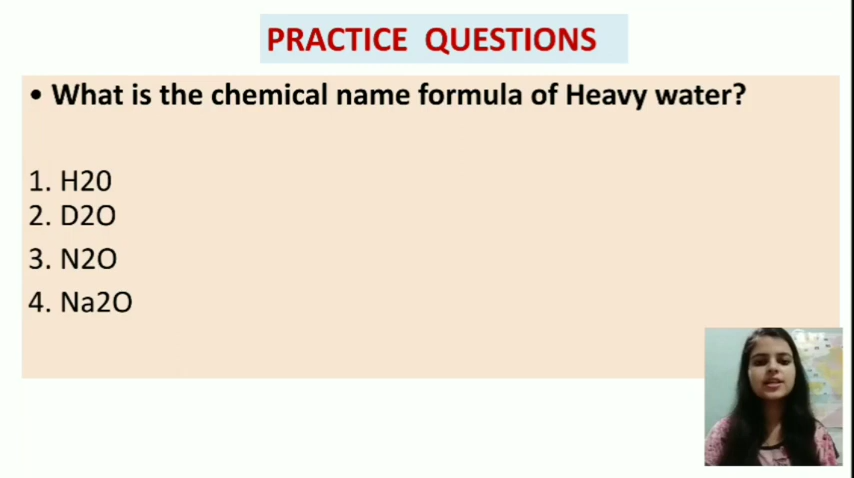 PRACTICE QUESTIONS
• What is the chemical name formula of Heavy water?
1. H20
2. D2O
3. N2O
4. Na2O